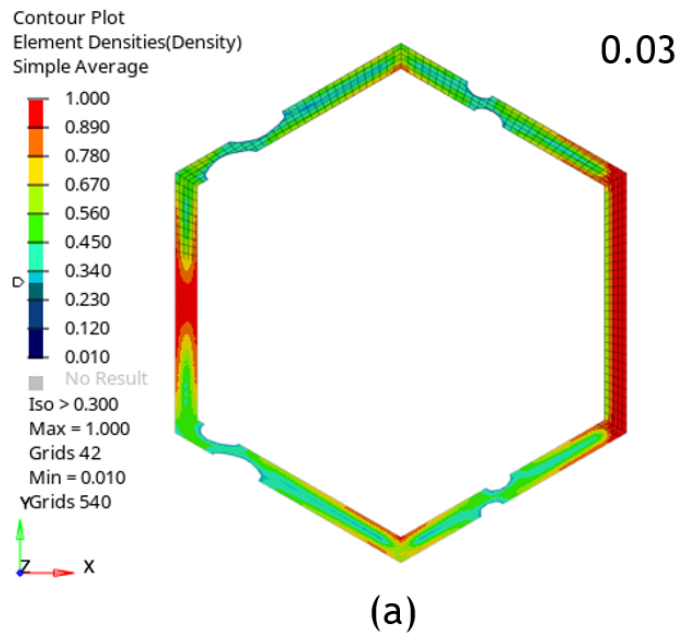 Contour Plot
Element Densities(Density)
Simple Average
0.03
1.000
0.890
0.780
0.670
0.560
0.450
0.340
0.230
0.120
0.010
D
No Result
Iso > 0.300
Max = 1.000
Grids 42
Min = 0.010
Grids 540
Y
Z
X
(a)